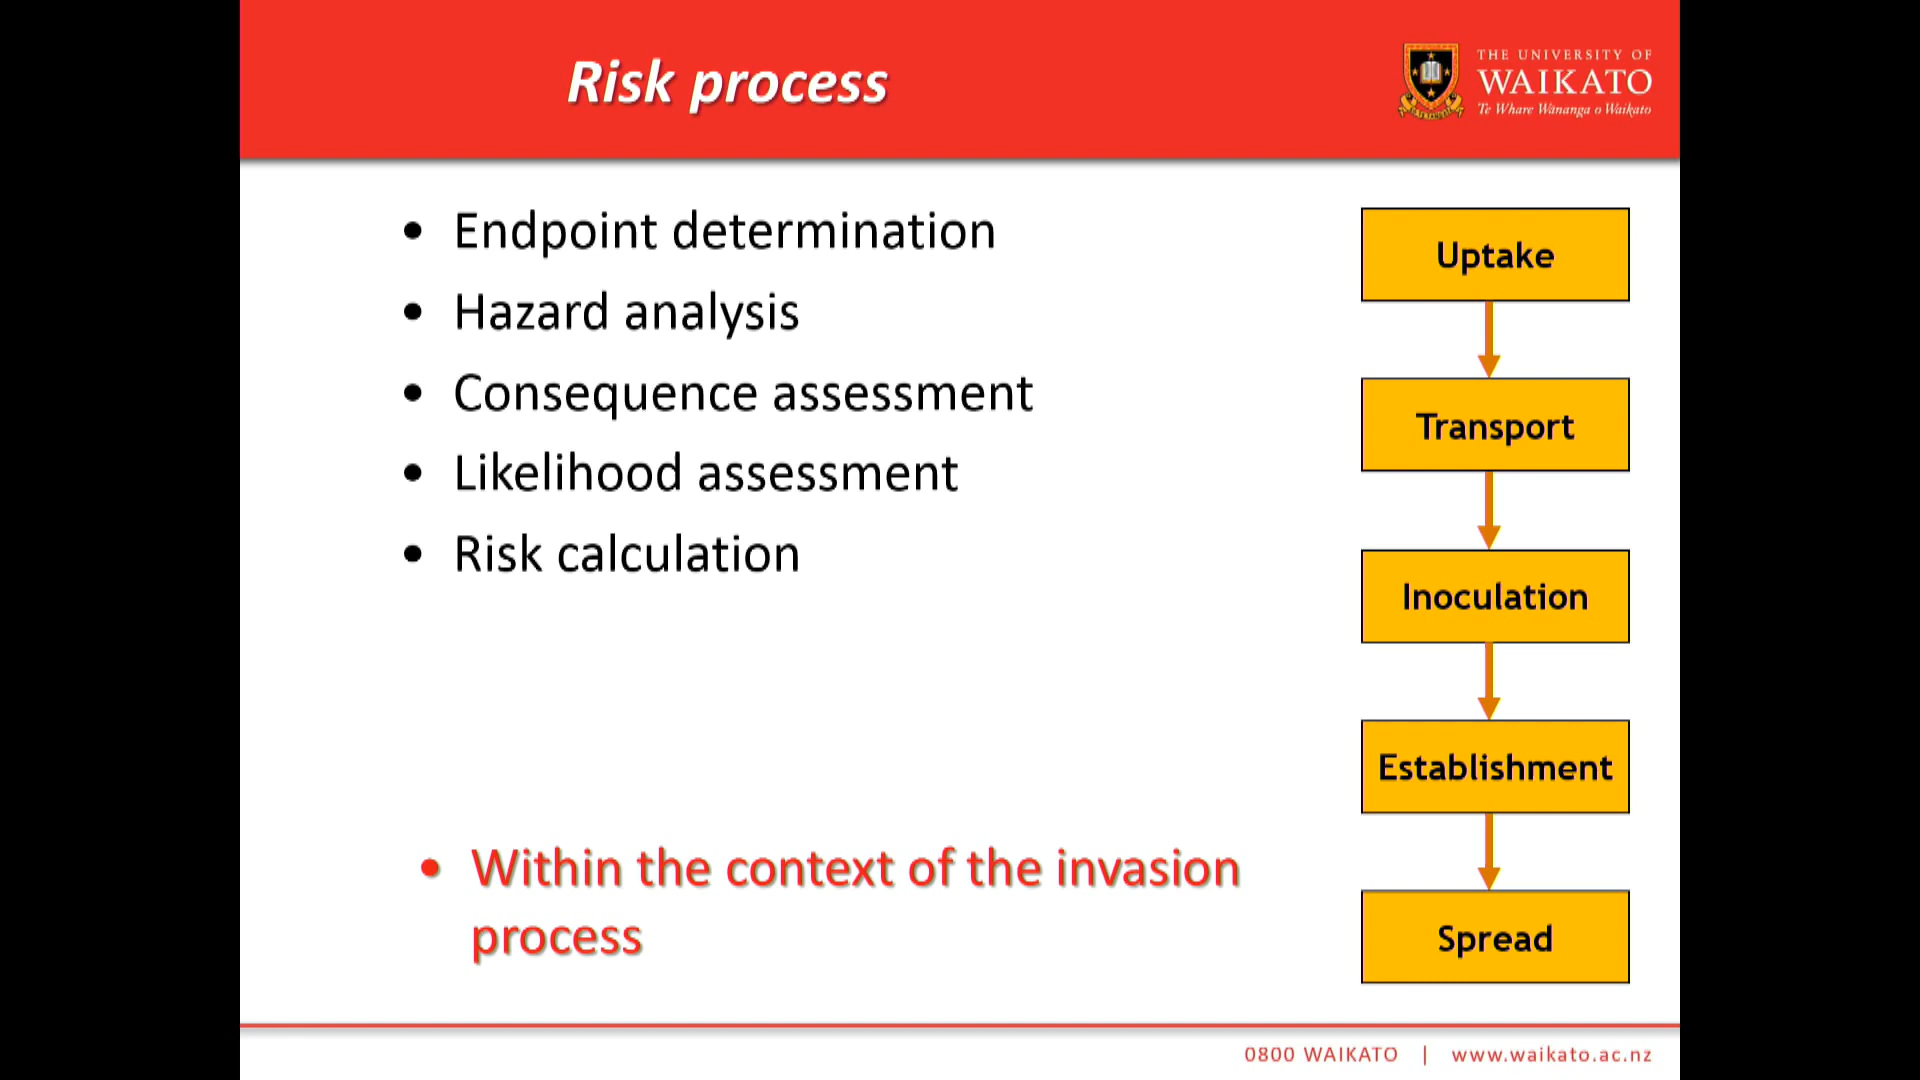 Risk process
THE UNIVERSITY OF
WAIKATO
Te Whare Wānanga o Waikato
• Endpoint determination
• Hazard analysis
• Consequence assessment
• Likelihood assessment
• Risk calculation
• Within the context of the invasion
process
Uptake
Transport
Inoculation
Establishment
Spread
0800 WAIKATO | www.waikato.ac.nz